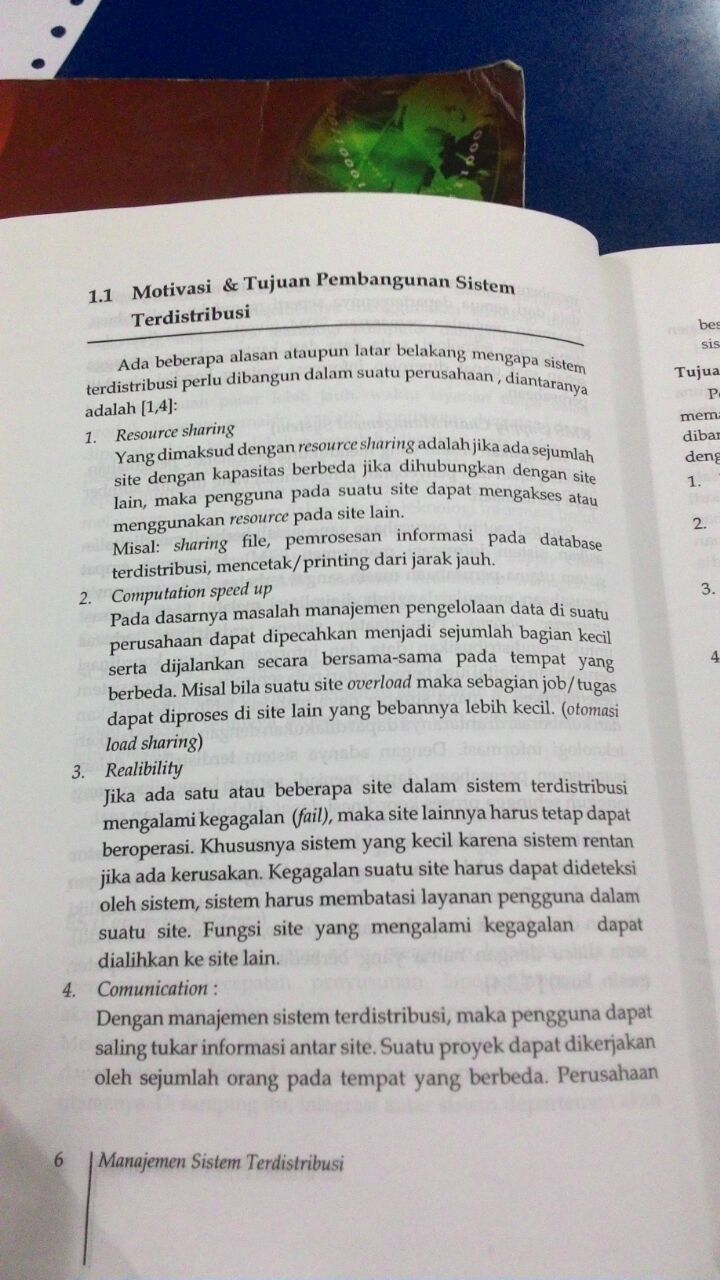 1.1 Motivasi & Tujuan Pembangunan Sistem
Terdistribusi
Ada beberapa alasan ataupun latar belakang mengapa sistem
terdistribusi perlu dibangun dalam suatu perusahaan , diantaranya
adalah [1,4]:
1. Resource sharing
Yang dimaksud dengan resource sharing adalah jika ada sejumlah
site dengan kapasitas berbeda jika dihubungkan dengan site
lain, maka pengguna pada suatu site dapat mengakses atau
menggunakan resource pada site lain.
Misal: sharing file, pemrosesan informasi pada database
terdistribusi, mencetak/printing dari jarak jauh.
2. Computation speed up
Pada dasarnya masalah manajemen pengelolaan data di suatu
perusahaan dapat dipecahkan menjadi sejumlah bagian kecil
serta dijalankan secara bersama-sama pada tempat yang
berbeda. Misal bila suatu site overload maka sebagian job/tugas
dapat diproses di site lain yang bebannya lebih kecil. (otomasi
load sharing)
3. Realibility
Jika ada satu atau beberapa site dalam sistem terdistribusi
mengalami kegagalan (fail), maka site lainnya harus tetap dapat
beroperasi. Khususnya sistem yang kecil karena sistem rentan
jika ada kerusakan. Kegagalan suatu site harus dapat dideteksi
oleh sistem, sistem harus membatasi layanan pengguna dalam
suatu site. Fungsi site yang mengalami kegagalan dapat
dialihkan ke site lain.
4. Comunication :
Dengan manajemen sistem terdistribusi, maka pengguna dapat
saling tukar informasi antar site. Suatu proyek dapat dikerjakan
oleh sejumlah orang pada tempat yang berbeda. Perusahaan
6 Manajemen Sistem Terdistribusi
bes
sis
Tujua
P
mema
diban
deng
1.
2.
3.
4